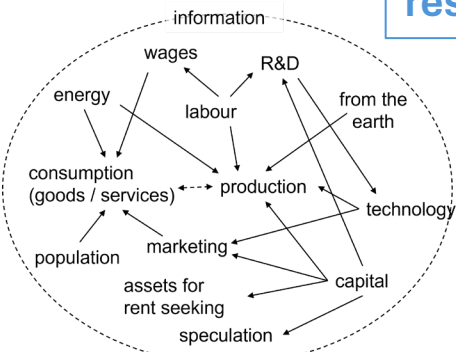 information
res
wages
R&D
energy
labour
from the
earth
consumption
(goods / services)
production
technology
marketing
population
assets for
rent seeking
capital
speculation